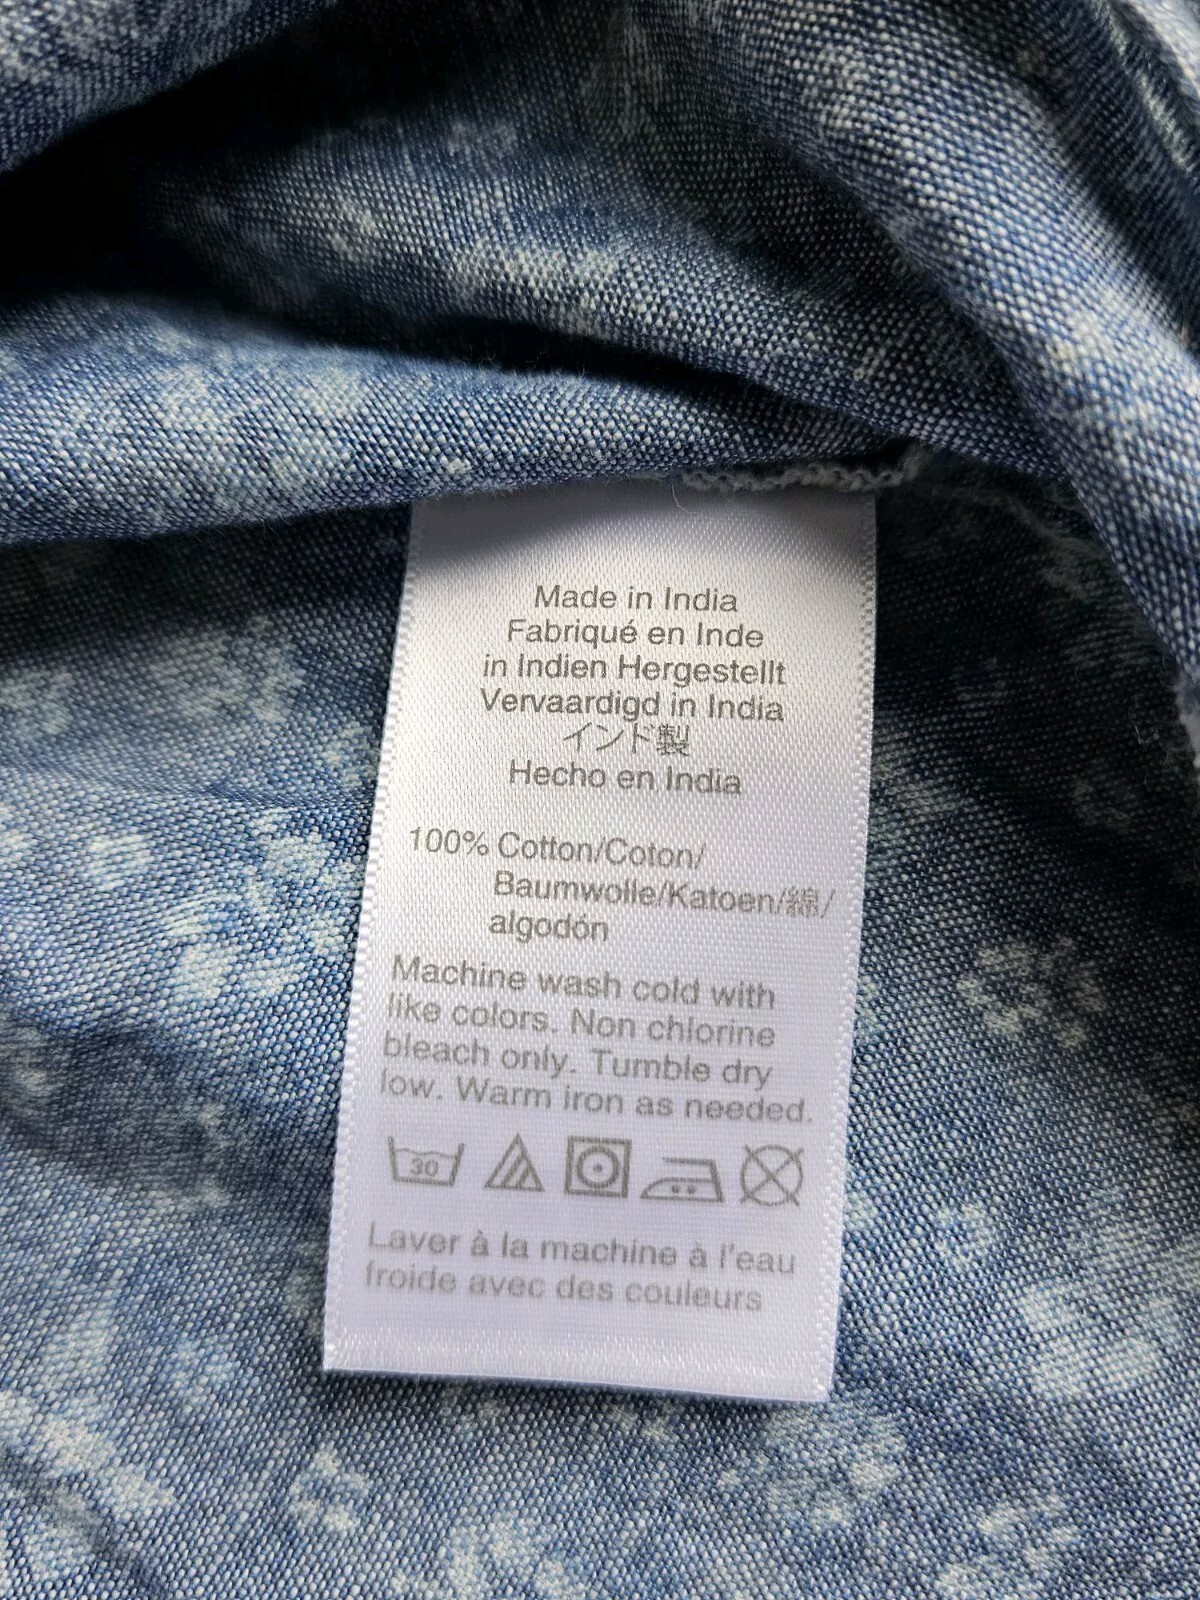 Made in India
Fabriqué en Inde
in Indien Hergestellt
Vervaardigd in India
インド製
Hecho en India
100% Cotton/Coton/
Baumwolle/Katoen/綿/
algodón
Machine wash cold with
like colors. Non chlorine
bleach only. Tumble dry
low. Warm iron as needed.
30
Laver à la machine à l'eau
froide avec des couleurs